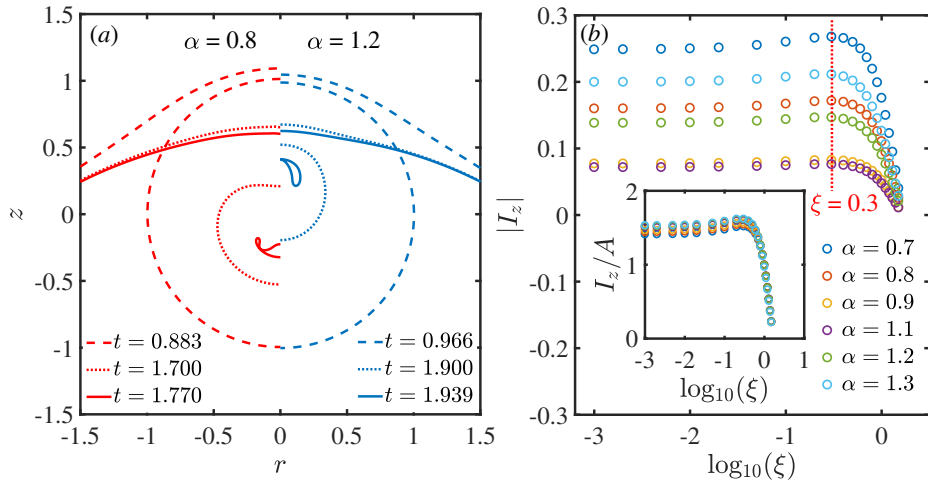 (a)
α = 0.8
α = 1.2
1.5
1
0.5
0
-0.5
-1
-1.5
z
t = 0.883
t = 1.700
t = 1.770
t = 0.966
t = 1.900
t = 1.939
-1.5
-1
-0.5
0
0.5
1
1.5
r
(b)
0.3
0.2
0.1
0.0
-0.1
-0.2
-0.3
|I_z|
ξ = 0.3
α = 0.7
α = 0.8
α = 0.9
α = 1.1
α = 1.2
α = 1.3
2
1
0
I_z/A
-3
-2
-1
0
1
log₁₀(ξ)
-3
-2
-1
0
log₁₀(ξ)